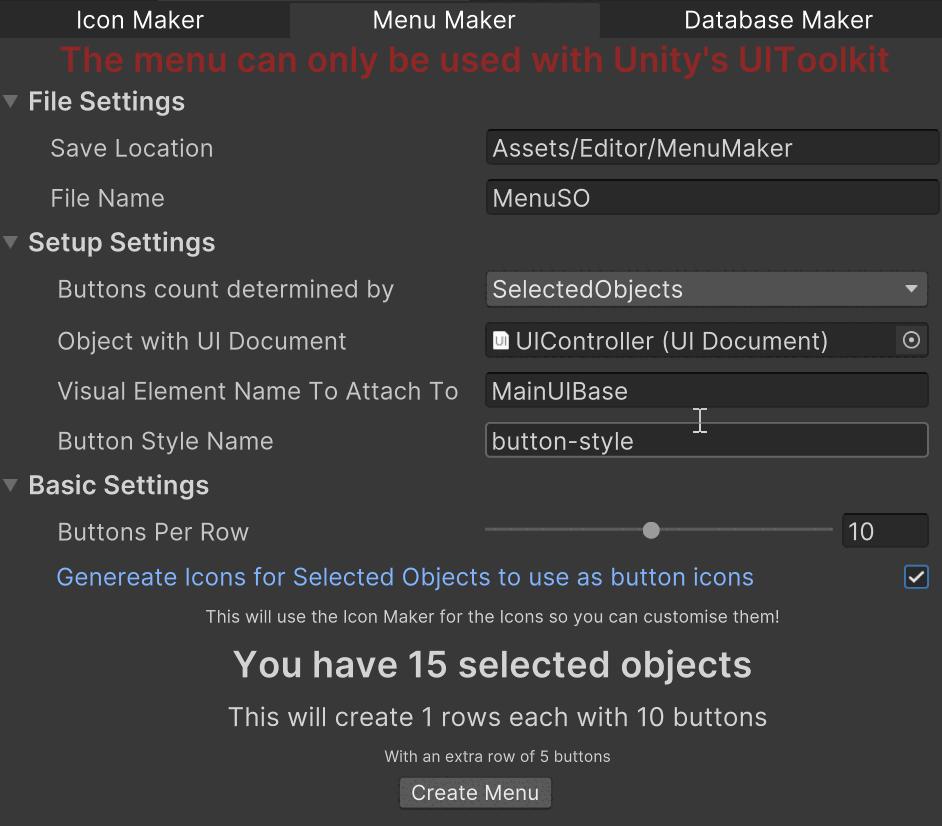 Icon Maker Menu Maker Database Maker
The menu can only be used with Unity's UIToolkit
File Settings
Save Location Assets/Editor/MenuMaker
File Name MenuSO
Setup Settings
Buttons count determined by SelectedObjects
Object with UI Document UI UIController (UI Document)
Visual Element Name To Attach To MainUIBase
Button Style Name button-style
Basic Settings
Buttons Per Row 10
Genereate Icons for Selected Objects to use as button icons
This will use the Icon Maker for the Icons so you can customise them!
You have 15 selected objects
This will create 1 rows each with 10 buttons
With an extra row of 5 buttons
Create Menu